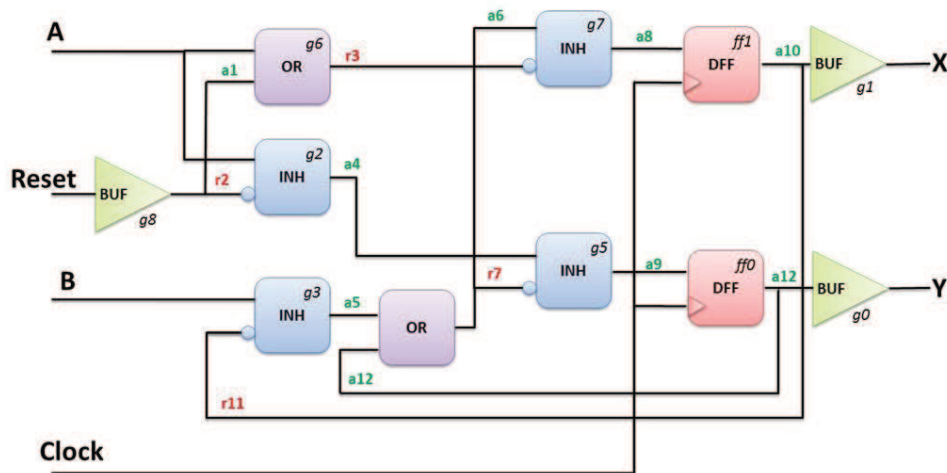 A
a1
g6
OR
r3
a6
g7
INH
a8
ff1
DFF
a10
BUF
g1
X
Reset
BUF
g8
r2
g2
INH
a4
B
g3
INH
a5
OR
a12
r11
r7
g5
INH
a9
ff0
DFF
a12
BUF
g0
Y
Clock